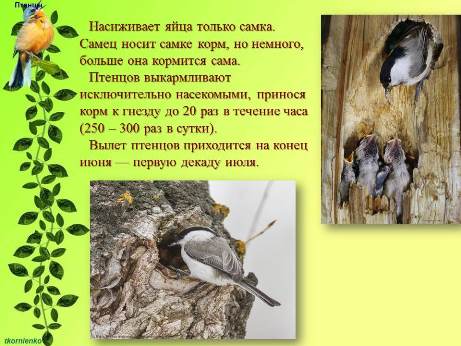 Птенцы
Насиживает яйца только самка.
Самец носит самке корм, но немного,
больше она кормится сама.
Птенцов выкармливают
исключительно насекомыми, принося
корм к гнезду до 20 раз в течение часа
(250 – 300 раз в сутки).
Вылет птенцов приходится на конец
июня — первую декаду июля.
tkornienko